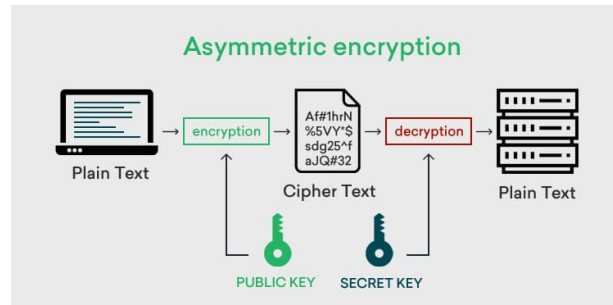 Asymmetric encryption
Plain Text
encryption
Af#1hrN
%5VY*$
sdg25^f
aJQ#32
Cipher Text
decryption
Plain Text
PUBLIC KEY
SECRET KEY